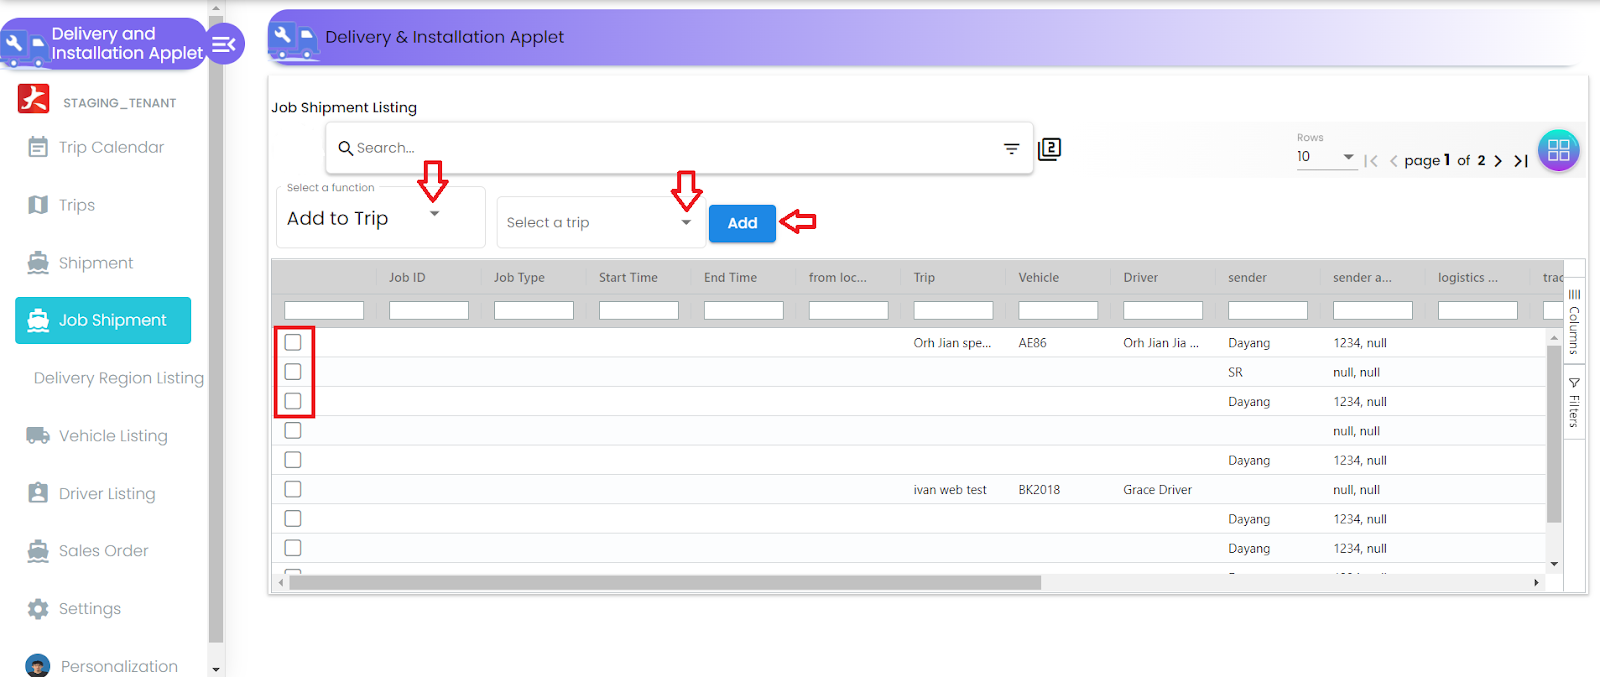 Delivery and
Installation Applet
STAGING_TENANT
Trip Calendar
Trips
Shipment
Job Shipment
Delivery Region Listing
Vehicle Listing
Driver Listing
Sales Order
Settings
Personalization
Delivery & Installation Applet
Job Shipment Listing
Search...
2
Rows
10
page 1 of 2
Select a function
Add to Trip
Select a trip
Add
Job ID Job Type Start Time End Time from loc... Trip Vehicle Driver sender sender a... logistics ... trac
Orh Jian spe... AE86 Orh Jian Jia ... Dayang 1234, null
SR null, null
Dayang 1234, null
null, null
Dayang 1234, null
ivan web test BK2018 Grace Driver null, null
Dayang 1234, null
Dayang 1234, null
Columns
Filters